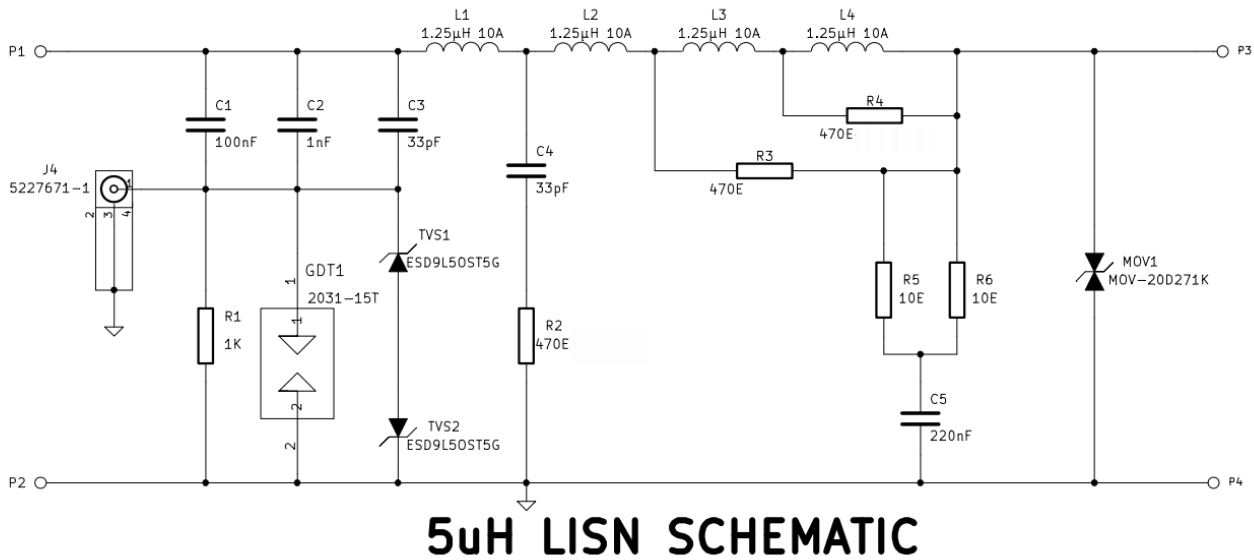 L1
1.25µH 10A
L2
1.25µH 10A
L3
1.25µH 10A
L4
1.25µH 10A
P1
P3
C1
100nF
C2
1nF
C3
33pF
R4
470E
J4
5227671-1
1
2
3
4
C4
33pF
R3
470E
TVS1
ESD9L5OST5G
GDT1
2031-15T
1
1
R5
10E
R6
10E
MOV1
MOV-20D271K
R1
1K
R2
470E
2
2
TVS2
ESD9L5OST5G
C5
220nF
P2
P4
5uH LISN SCHEMATIC